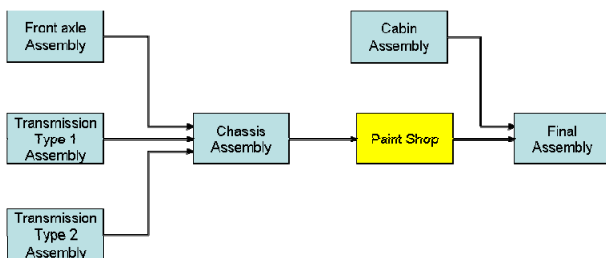 Front axle
Assembly
Cabin
Assembly
Transmission
Type 1
Assembly
Chassis
Assembly
Paint Shop
Final
Assembly
Transmission
Type 2
Assembly